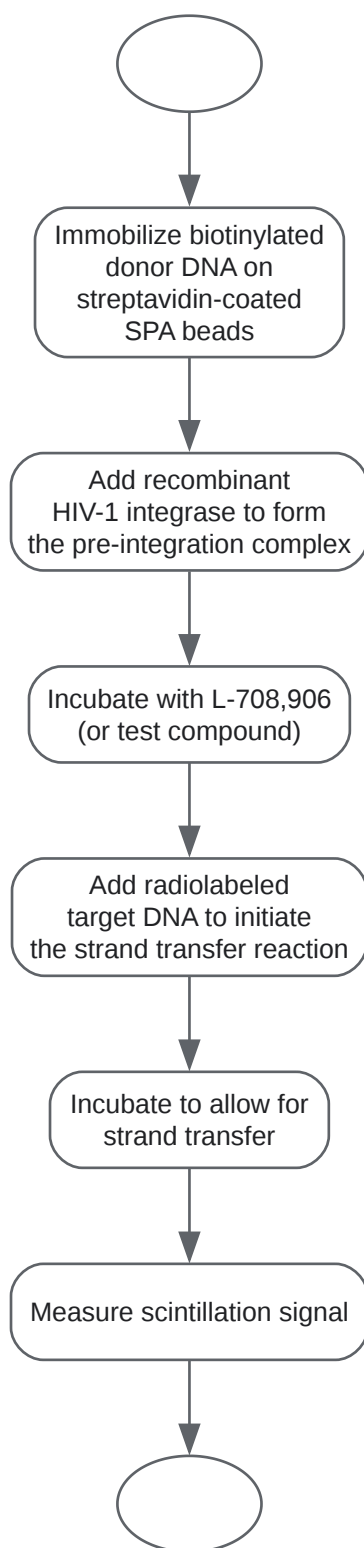 Immobilize biotinylated
donor DNA on
streptavidin-coated
SPA beads
Add recombinant
HIV-1 integrase to form
the pre-integration complex
Incubate with L-708,906
(or test compound)
Add radiolabeled
target DNA to initiate
the strand transfer reaction
Incubate to allow for
strand transfer
Measure scintillation signal